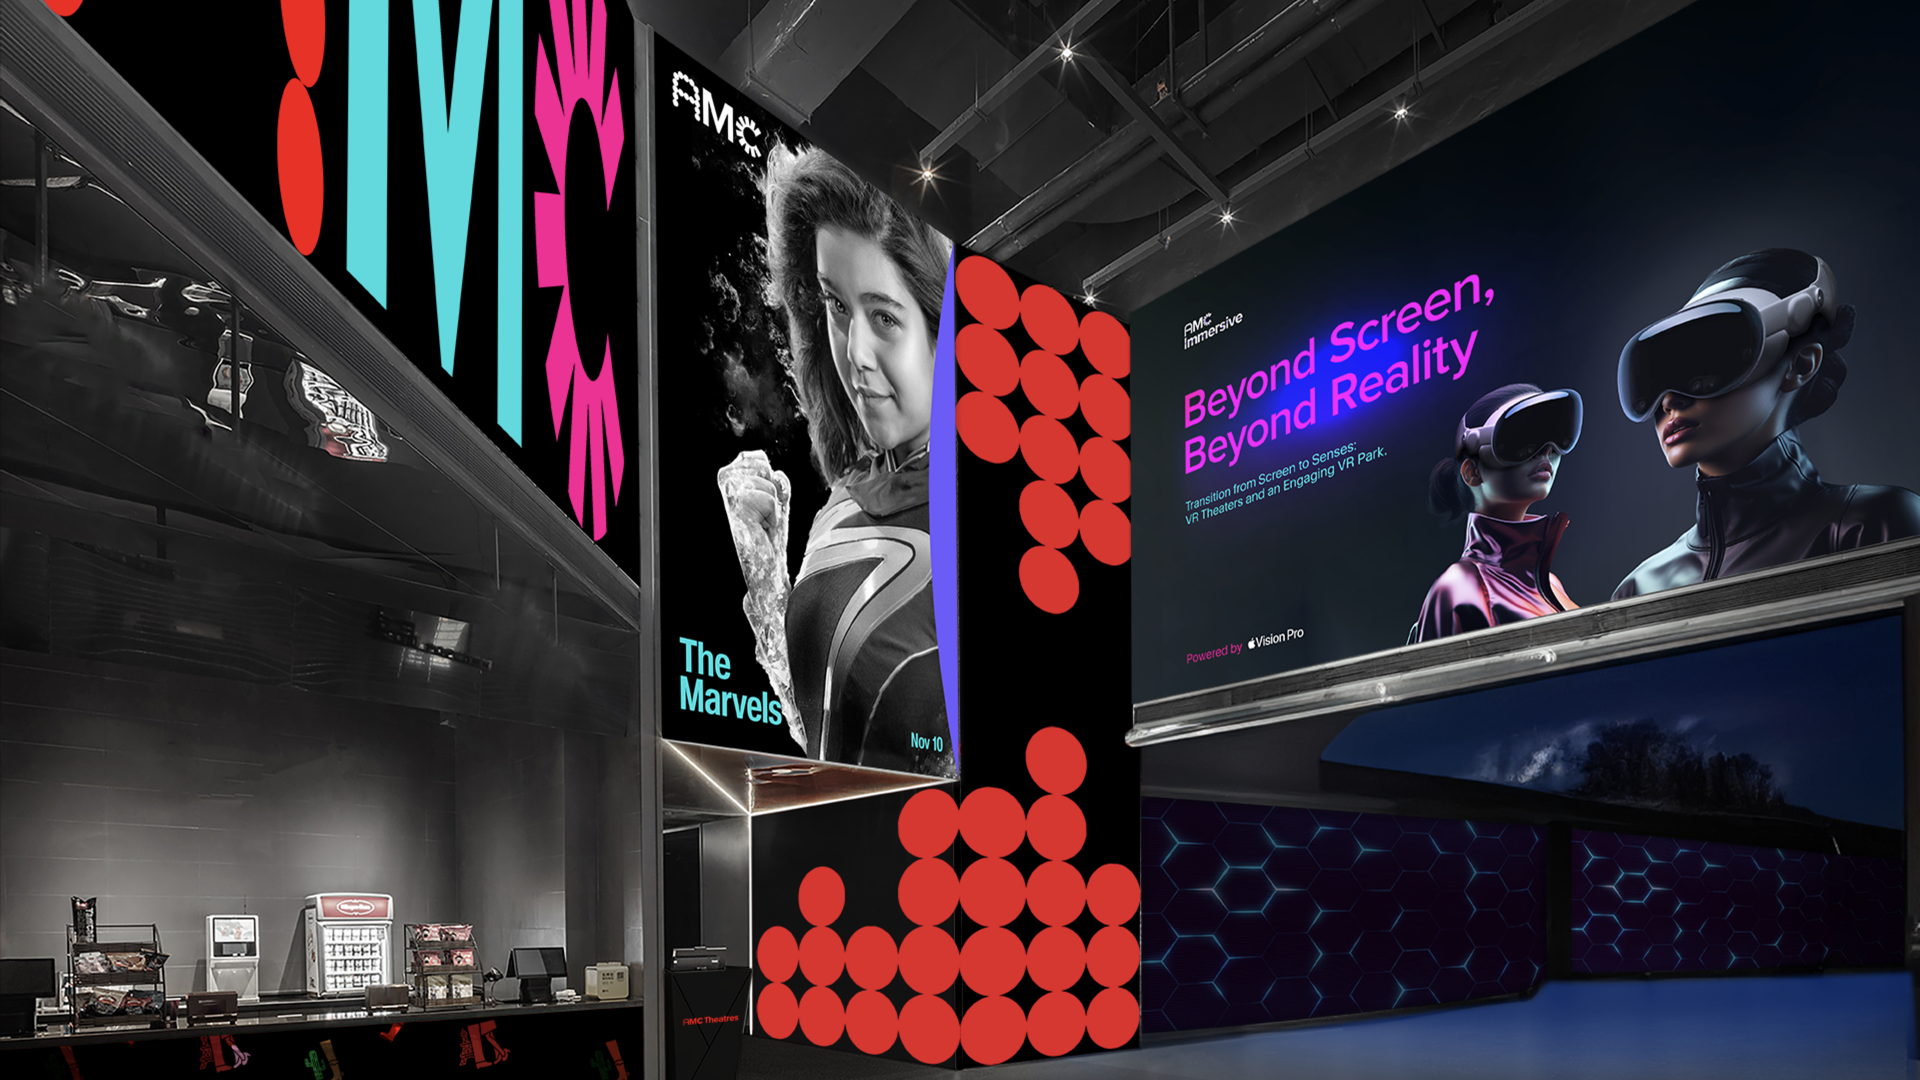 AMC
AMC
The
Marvels
Nov 10
AMC
Immersive
Beyond Screen,
Beyond Reality
Transition from Screen to Senses:
VR Theaters and an Engaging VR Park.
Powered by Vision Pro
AMC Theatres